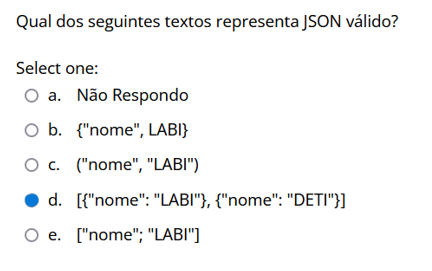 Qual dos seguintes textos representa JSON válido?
Select one:
a. Não Respondo
b. {"nome", LABI}
c. ("nome", "LABI")
d. [{"nome": "LABI"}, {"nome": "DETI"}]
e. ["nome"; "LABI"]